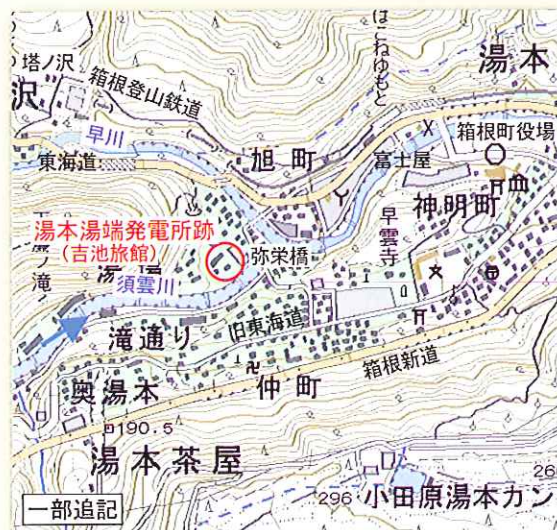 湯本
の塔ノ沢
沢
箱根登山鉄道
はこねゆもと
早川
東海道
旭町
富士屋
箱根町役場
神明町
湯本湯端発電所跡
(吉池旅館)
弥栄橋
早雲寺
須雲川
滝通り
旧東海道
箱根新道
奥湯本
仲町
190.5
湯本茶屋
296
小田原湯本カン
26
一部追記